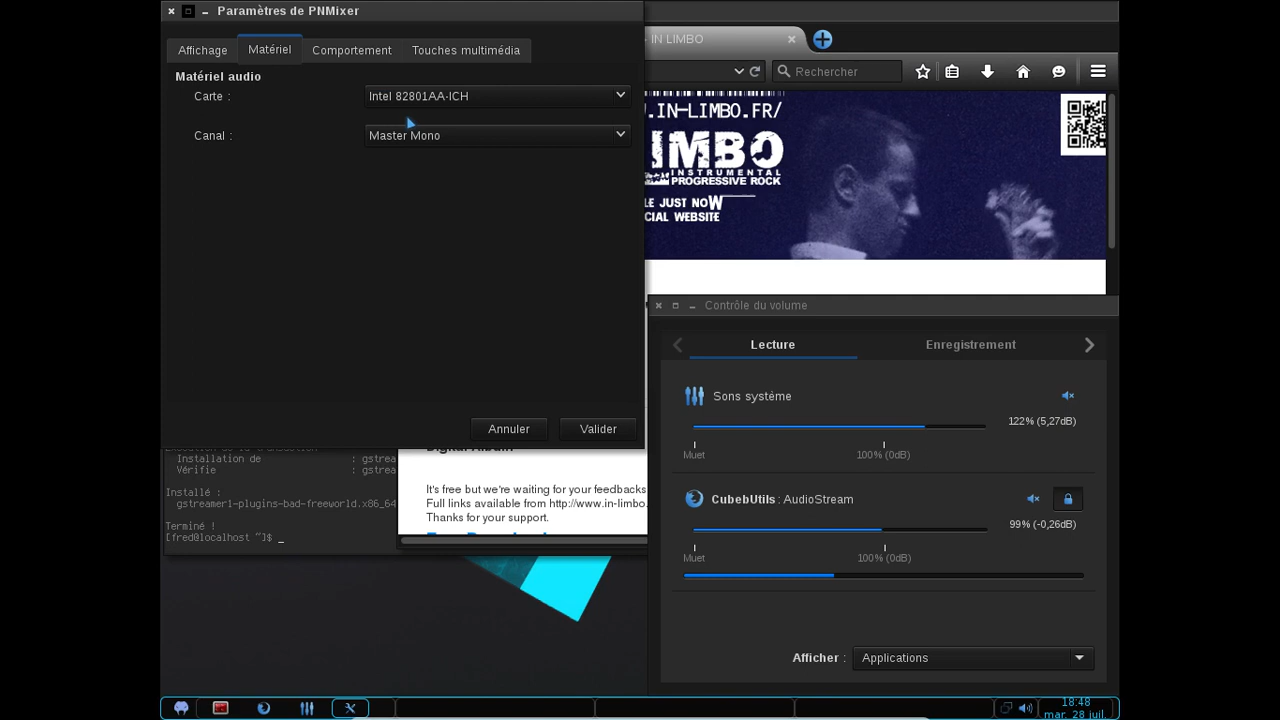 Paramètres de PNMixer
Affichage Matériel Comportement Touches multimédia
Matériel audio
Carte : Intel 82801AA-ICH
Canal : Master Mono
Annuler Valider
IN LIMBO
Rechercher
.IN-LIMBO.FR/
LIMBO
INSTRUMENTAL
PROGRESSIVE ROCK
LE JUST NOW
CIAL WEBSITE
Contrôle du volume
Lecture Enregistrement
Sons système
122% (5,27dB)
Muet 100% (0dB)
CubebUtils : AudioStream
99% (-0,26dB)
Muet 100% (0dB)
Afficher : Applications
Installation de : gstrea
Vérifie : gstrea
Installé :
gstreamer1-plugins-bad-freeworld.x86_64
Terminé !
[fred@localhost ~]$ _
It's free but we're waiting for your feedbacks
Full links available from http://www.in-limbo.
Thanks for your support.
18:48
mar. 28 juil.